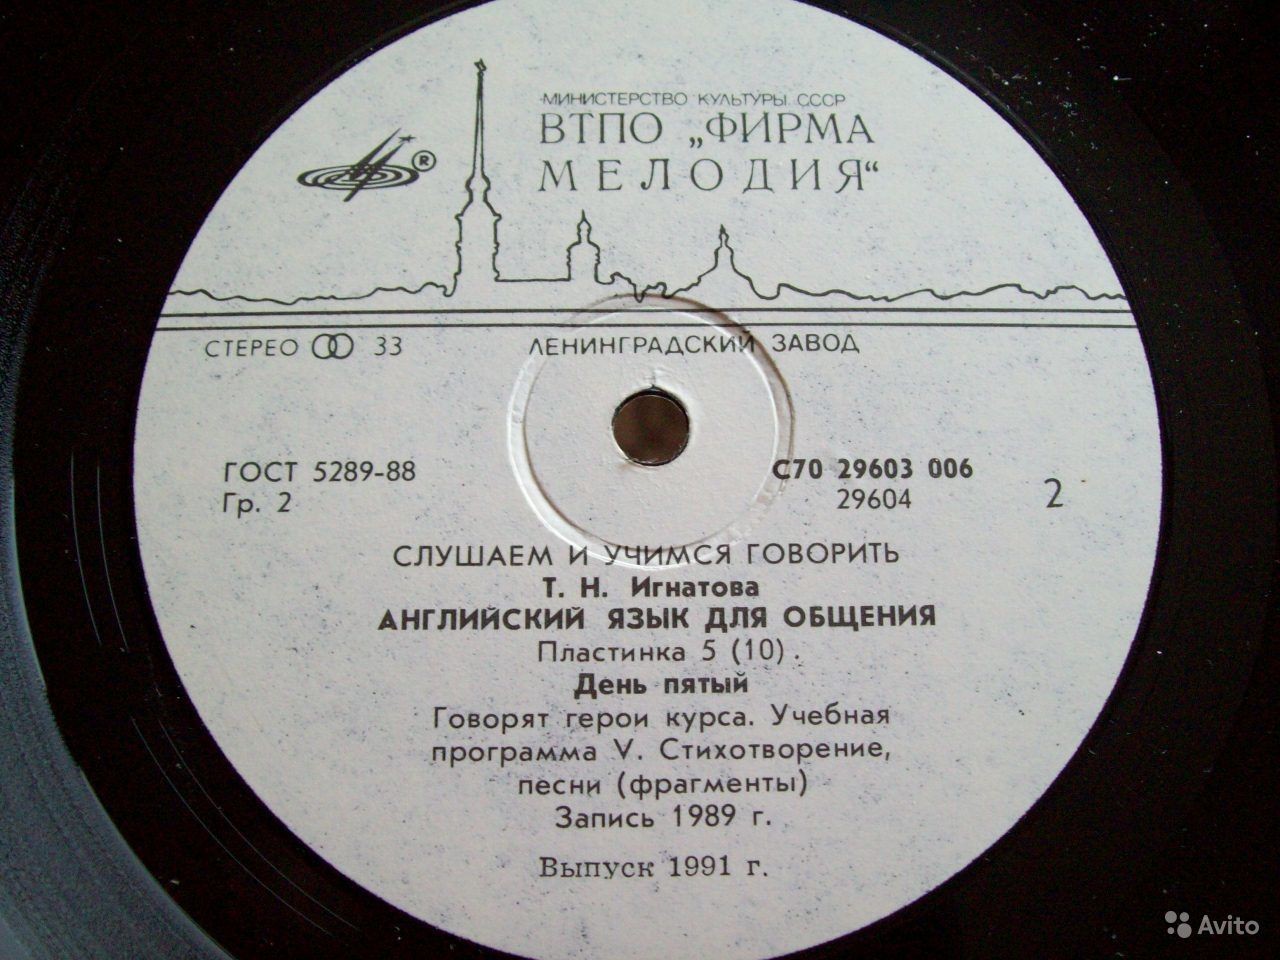 МИНИСТЕРСТВО КУЛЬТУРЫ СССР
ВТПО „ФИРМА
МЕЛОДИЯ“
®
СТЕРЕО 33
ЛЕНИНГРАДСКИЙ ЗАВОД
ГОСТ 5289-88
Гр. 2
С70 29603 006
29604
2
СЛУШАЕМ И УЧИМСЯ ГОВОРИТЬ
Т. Н. Игнатова
АНГЛИЙСКИЙ ЯЗЫК ДЛЯ ОБЩЕНИЯ
Пластинка 5 (10).
День пятый
Говорят герои курса. Учебная
программа V. Стихотворение,
песни (фрагменты)
Запись 1989 г.
Выпуск 1991 г.
Avito